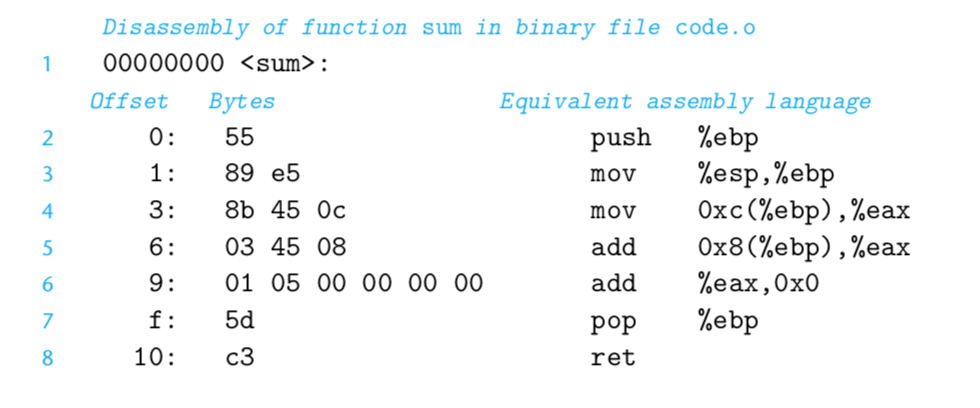 Disassembly of function sum in binary file code.o
1 00000000 <sum>:
Offset Bytes Equivalent assembly language
2 0: 55 push %ebp
3 1: 89 e5 mov %esp,%ebp
4 3: 8b 45 0c mov 0xc(%ebp),%eax
5 6: 03 45 08 add 0x8(%ebp),%eax
6 9: 01 05 00 00 00 00 add %eax,0x0
7 f: 5d pop %ebp
8 10: c3 ret